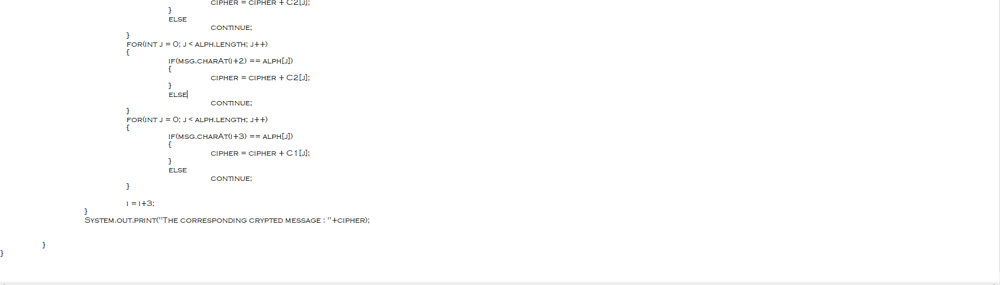 cipher = cipher + C2[j];
}
else
continue;
}
for(int j = 0; j < alph.length; j++)
{
if(msg.charAt(i+2) == alph[j])
{
cipher = cipher + C2[j];
}
else
continue;
}
for(int j = 0; j < alph.length; j++)
{
if(msg.charAt(i+3) == alph[j])
{
cipher = cipher + C1[j];
}
else
continue;
}
i = i+3;
}
System.out.print("The corresponding crypted message : "+cipher);
}
}